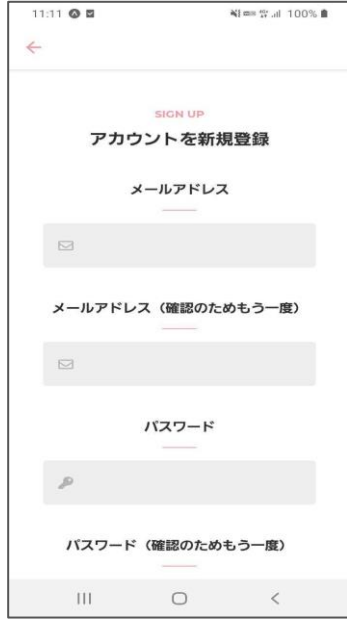 11:11 100%
SIGN UP
アカウントを新規登録
メールアドレス
メールアドレス（確認のためもう一度）
パスワード
パスワード（確認のためもう一度）